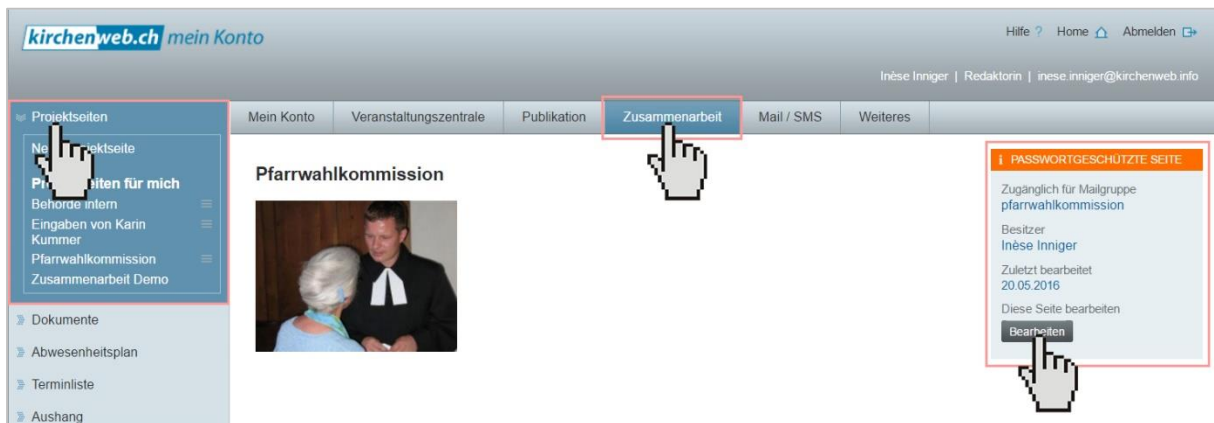 kirchenweb.ch mein Konto
Hilfe ? Home Abmelden
Inèse Inniger | Redaktorin | inese.inniger@kirchenweb.info
Projektseiten
Mein Konto Veranstaltungszentrale Publikation Zusammenarbeit Mail / SMS Weiteres
für mich
Behörde intern
Eingaben von Karin
Kummer
Pfarrwahlkommission
Zusammenarbeit Demo
Dokumente
Abwesenheitsplan
Terminliste
Aushang
Pfarrwahlkommission
i PASSWORTGESCHÜTZTE SEITE
Zugänglich für Mailgruppe
pfarrwahlkommission
Besitzer
Inèse Inniger
Zuletzt bearbeitet
20.05.2016
Diese Seite bearbeiten
Bearbeiten